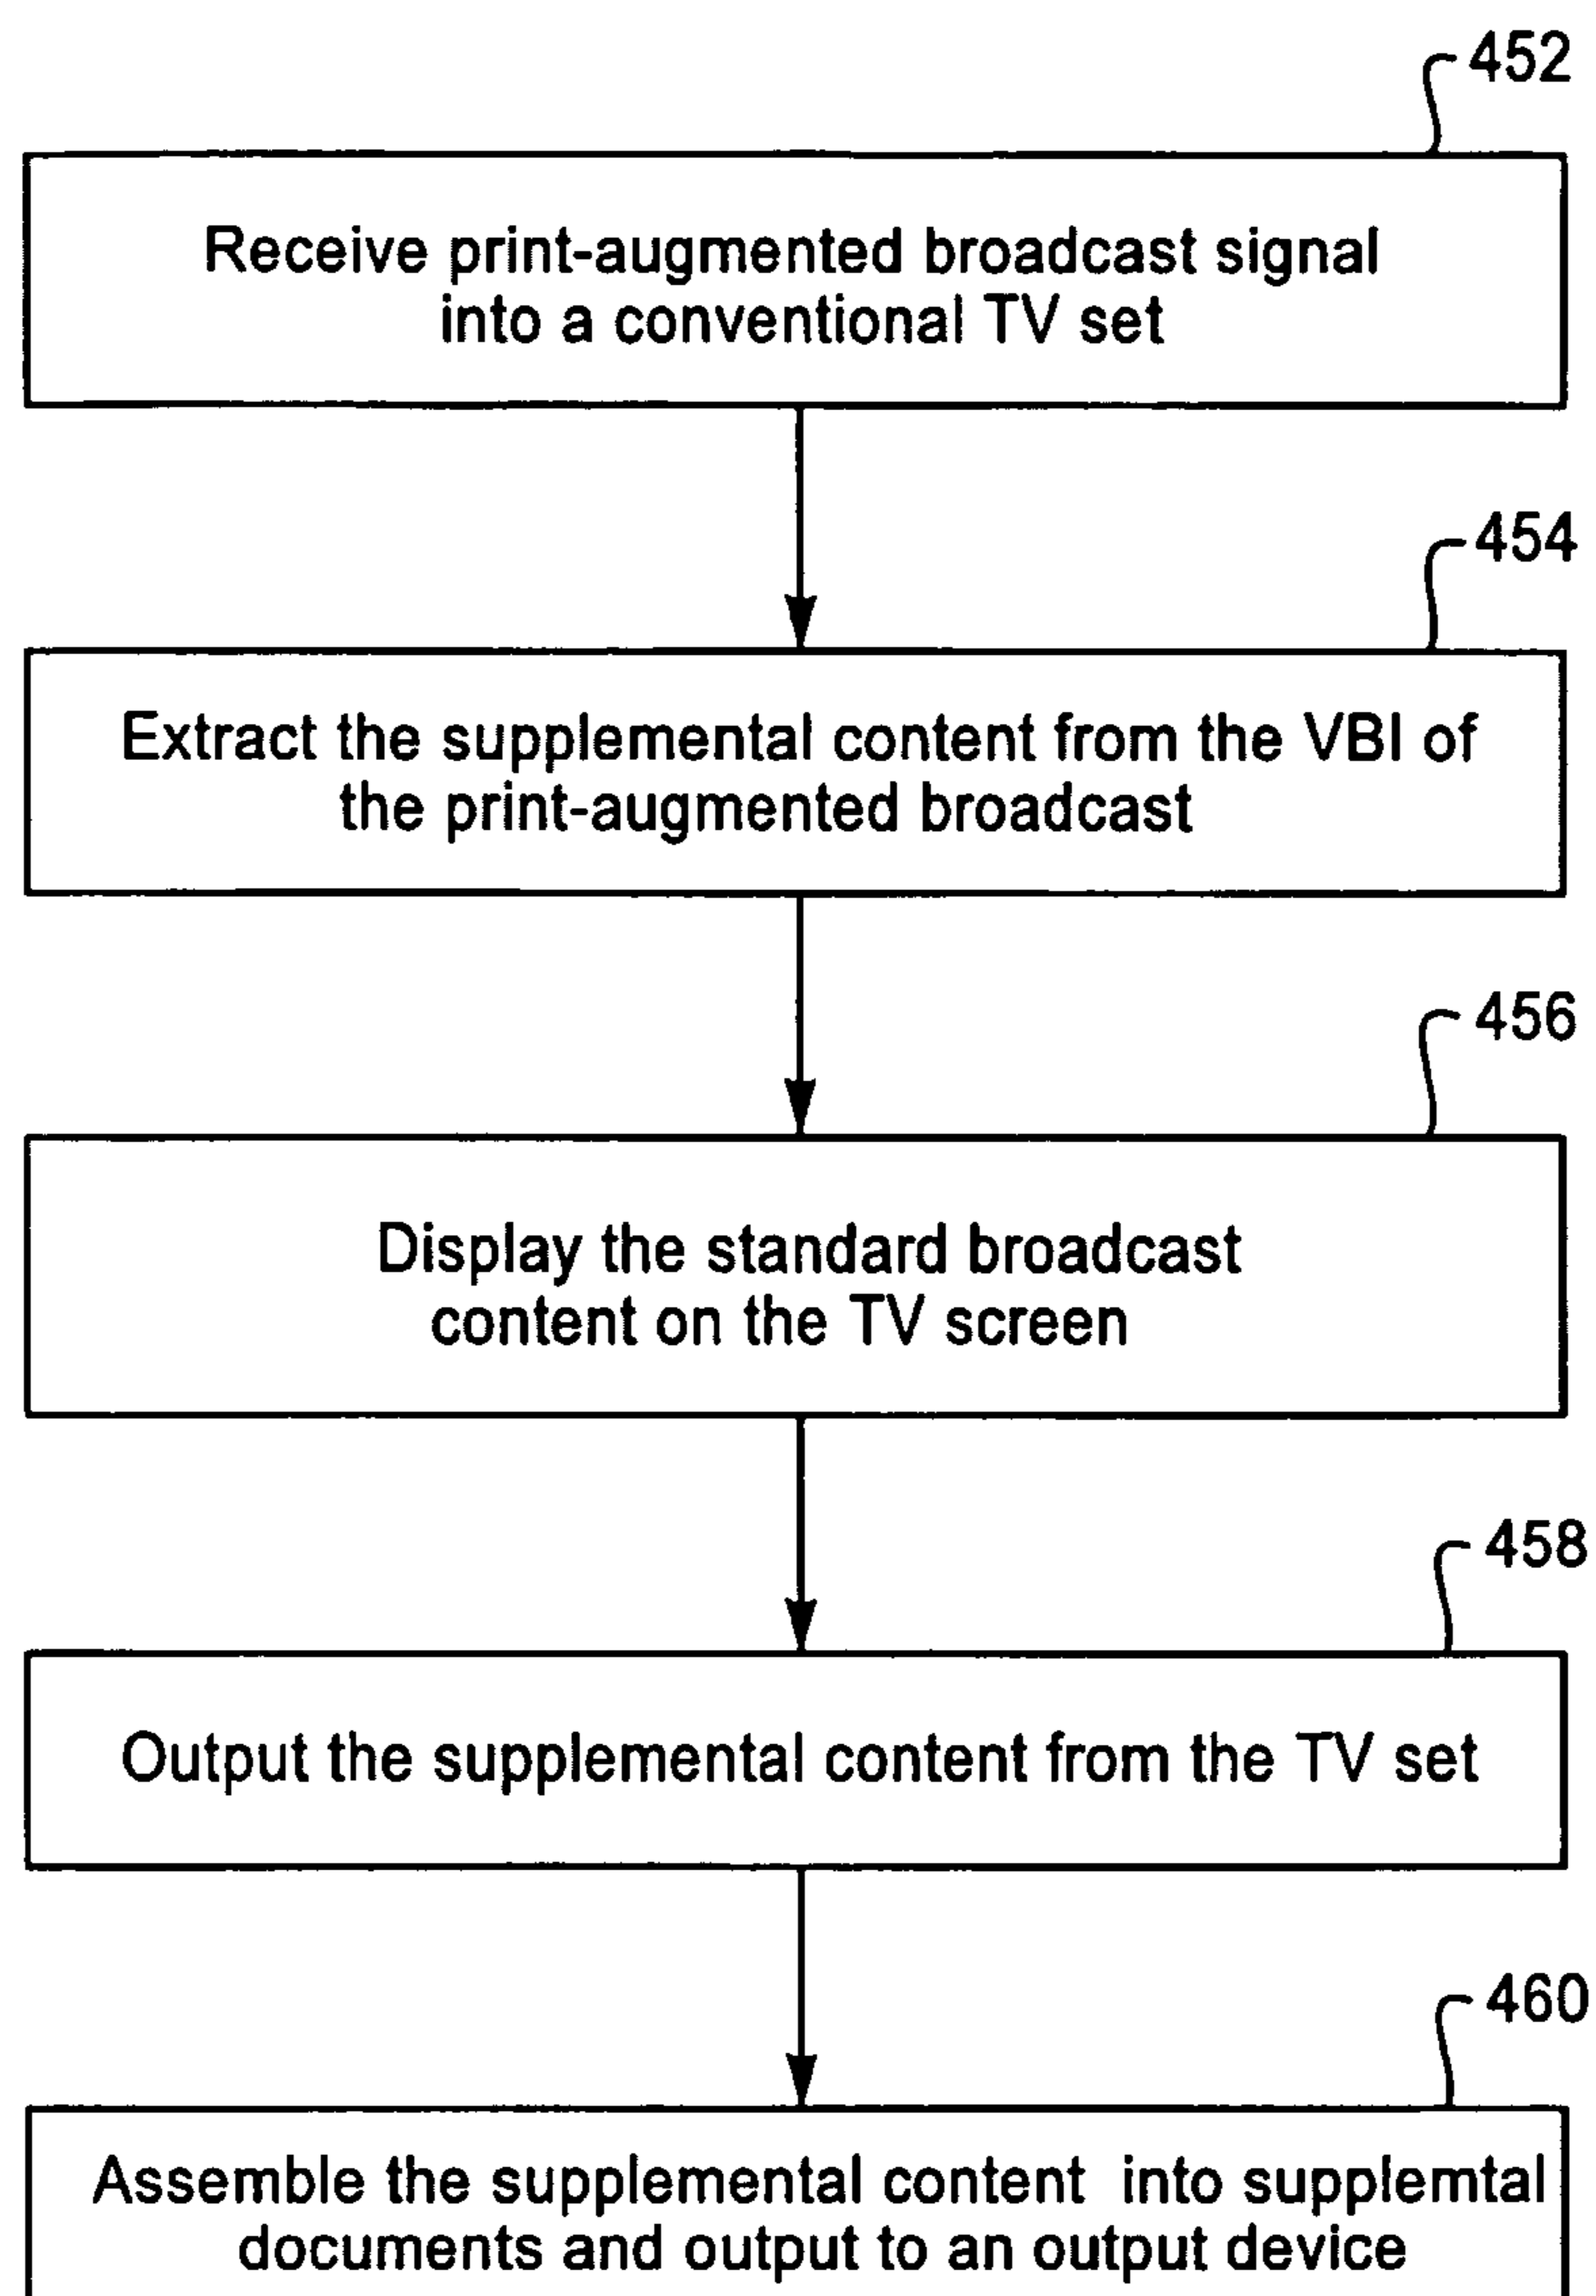 452
Receive print-augmented broadcast signal
into a conventional TV set
454
Extract the supplemental content from the VBI of
the print-augmented broadcast
456
Display the standard broadcast
content on the TV screen
458
Output the supplemental content from the TV set
460
Assemble the supplemental content into supplemtal
documents and output to an output device